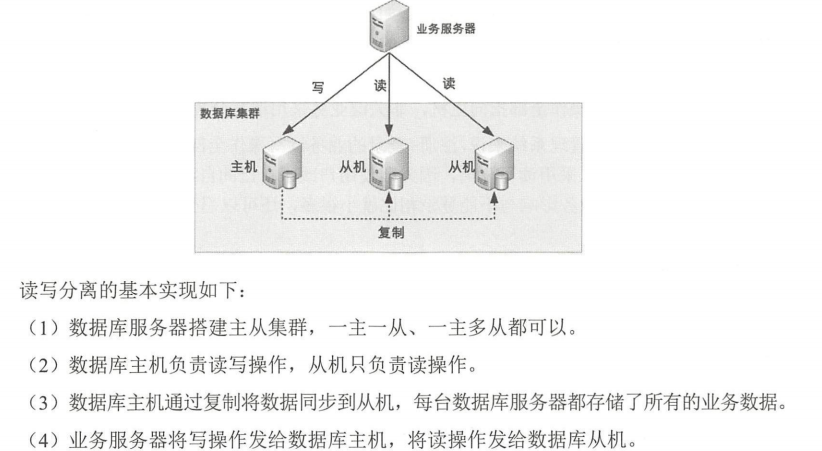 业务服务器
写
读
读
数据库集群
主机
从机
从机
复制
读写分离的基本实现如下：
（1）数据库服务器搭建主从集群，一主一从、一主多从都可以。
（2）数据库主机负责读写操作，从机只负责读操作。
（3）数据库主机通过复制将数据同步到从机，每台数据库服务器都存储了所有的业务数据。
（4）业务服务器将写操作发给数据库主机，将读操作发给数据库从机。